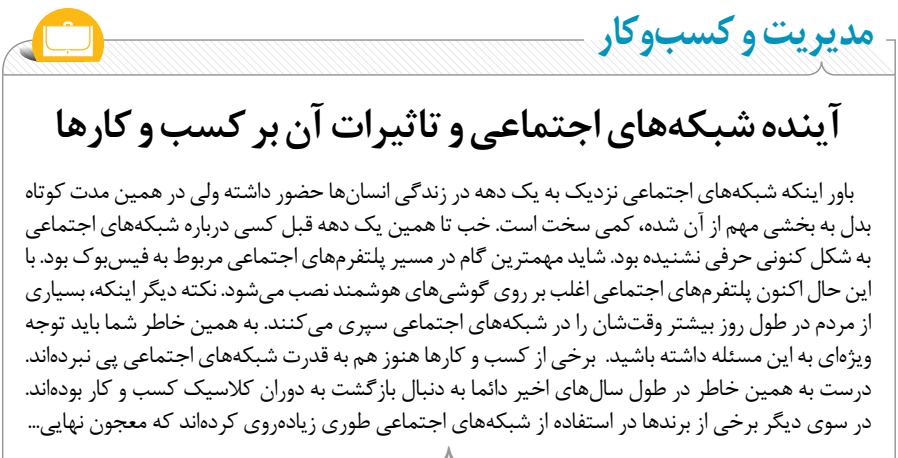 مدیریت و کسب‌وکار
آینده شبکه‌های اجتماعی و تاثیرات آن بر کسب و کارها
باور اینکه شبکه‌های اجتماعی نزدیک به یک دهه در زندگی انسان‌ها حضور داشته ولی در همین مدت کوتاه
بدل به بخشی مهم از آن شده، کمی سخت است. خب تا همین یک دهه قبل کسی درباره شبکه‌های اجتماعی
به شکل کنونی حرفی نشنیده بود. شاید مهمترین گام در مسیر پلتفرم‌های اجتماعی مربوط به فیس‌بوک بود. با
این حال اکنون پلتفرم‌های اجتماعی اغلب بر روی گوشی‌های هوشمند نصب می‌شود. نکته دیگر اینکه، بسیاری
از مردم در طول روز بیشتر وقت‌شان را در شبکه‌های اجتماعی سپری می‌کنند. به همین خاطر شما باید توجه
ویژه‌ای به این مسئله داشته باشید. برخی از کسب و کارها هنوز هم به قدرت شبکه‌های اجتماعی پی نبرده‌اند.
درست به همین خاطر در طول سال‌های اخیر دائما به دنبال بازگشت به دوران کلاسیک کسب و کار بوده‌اند.
در سوی دیگر برخی از برندها در استفاده از شبکه‌های اجتماعی طوری زیاده‌روی کرده‌اند که معجون نهایی...